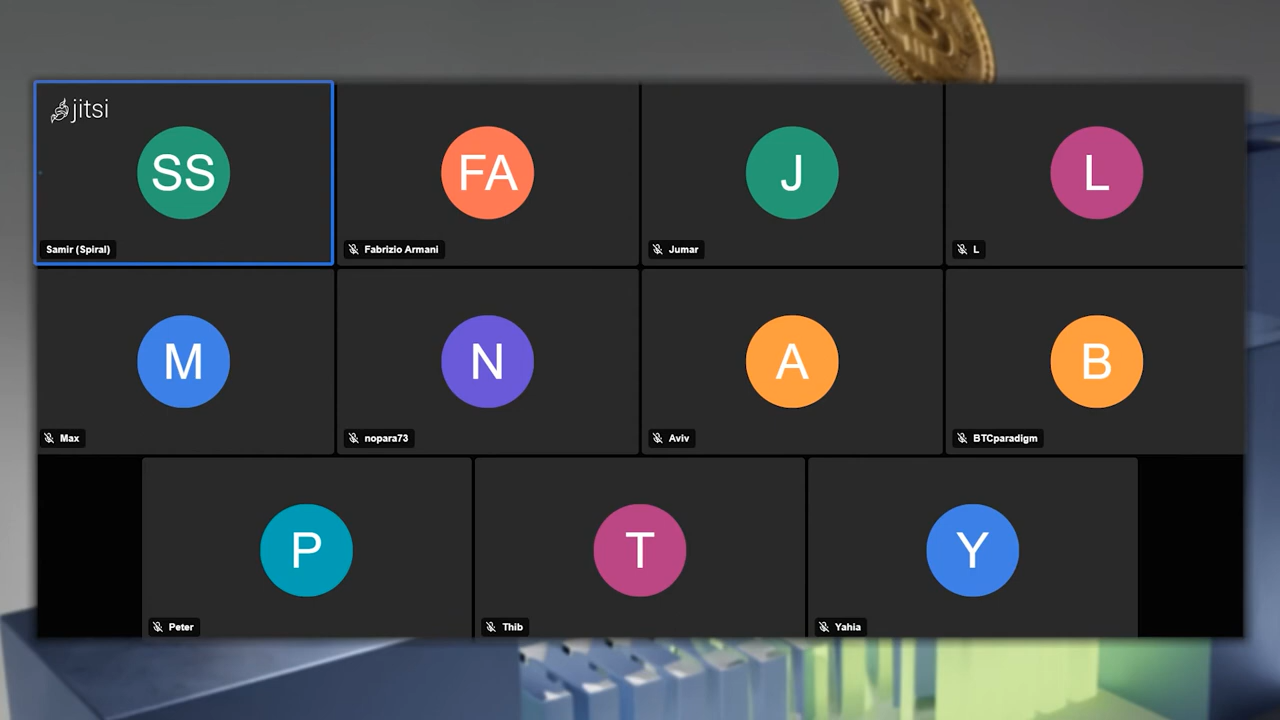 jitsi
SS
FA
J
L
Samir (Spiral)
Fabrizio Armani
Jumar
L
M
N
A
B
Max
nopara73
Aviv
BTCparadigm
P
T
Y
Peter
Thib
Yahia